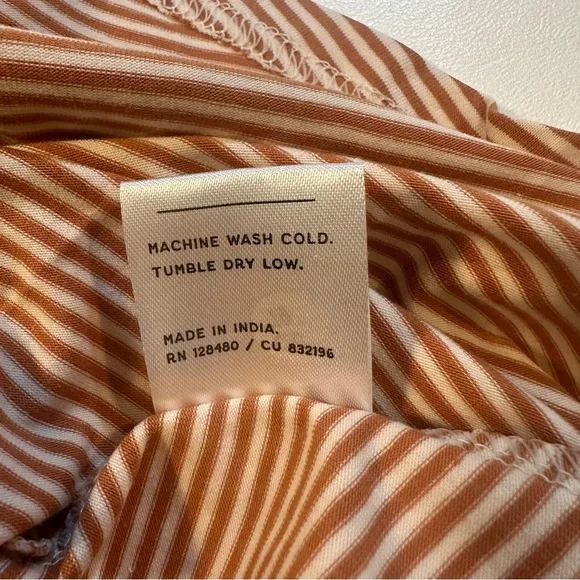 MACHINE WASH COLD.
TUMBLE DRY LOW.
MADE IN INDIA.
RN 128480 / CU 832196